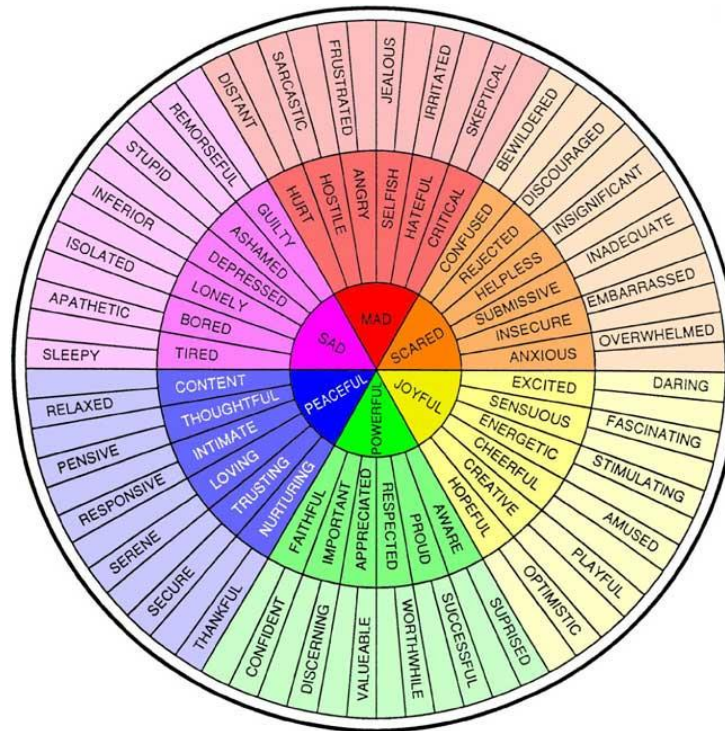 MAD
SCARED
JOYFUL
POWERFUL
PEACEFUL
SAD
HURT
HOSTILE
ANGRY
SELFISH
HATEFUL
CRITICAL
CONFUSED
REJECTED
HELPLESS
SUBMISSIVE
INSECURE
ANXIOUS
EXCITED
SENSUOUS
ENERGETIC
CHEERFUL
CREATIVE
HOPEFUL
AWARE
PROUD
RESPECTED
APPRECIATED
IMPORTANT
FAITHFUL
NURTURING
TRUSTING
LOVING
INTIMATE
THOUGHTFUL
CONTENT
TIRED
BORED
LONELY
DEPRESSED
ASHAMED
GUILTY
DISTANT
SARCASTIC
FRUSTRATED
JEALOUS
IRRITATED
SKEPTICAL
BEWILDERED
DISCOURAGED
INSIGNIFICANT
INADEQUATE
EMBARRASSED
OVERWHELMED
DARING
FASCINATING
STIMULATING
AMUSED
PLAYFUL
OPTIMISTIC
SUPRISED
SUCCESSFUL
WORTHWHILE
VALUEABLE
DISCERNING
CONFIDENT
THANKFUL
SECURE
SERENE
RESPONSIVE
PENSIVE
RELAXED
SLEEPY
APATHETIC
ISOLATED
INFERIOR
STUPID
REMORSEFUL